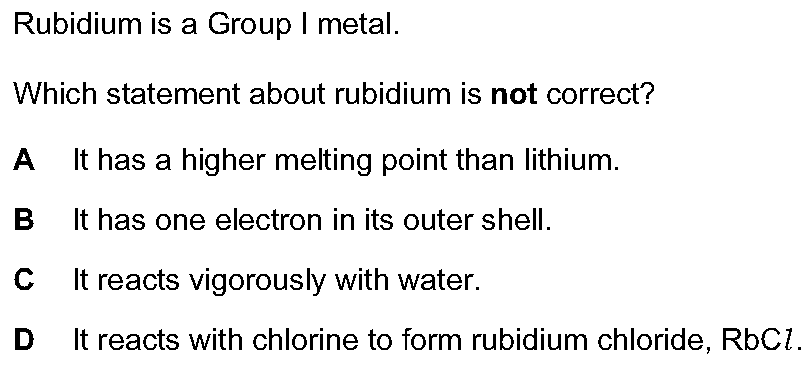 Rubidium is a Group I metal.
Which statement about rubidium is not correct?
A It has a higher melting point than lithium.
B It has one electron in its outer shell.
C It reacts vigorously with water.
D It reacts with chlorine to form rubidium chloride, RbCl.